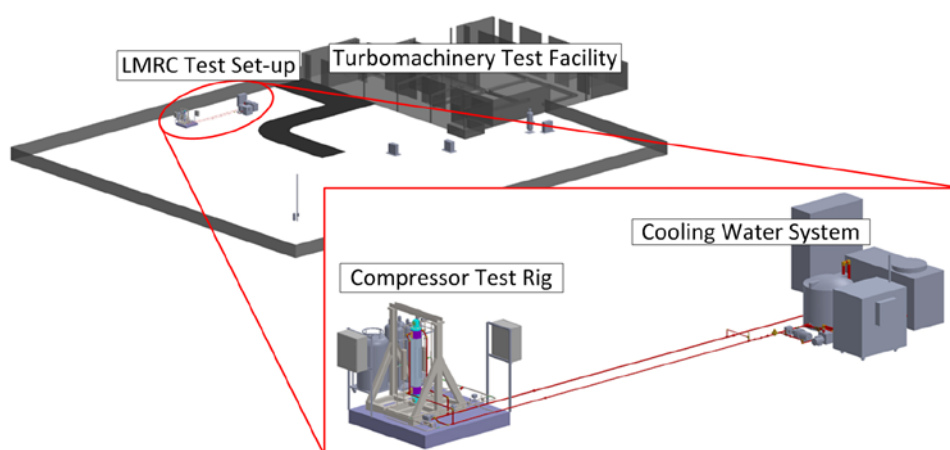 LMRC Test Set-up
Turbomachinery Test Facility
Cooling Water System
Compressor Test Rig